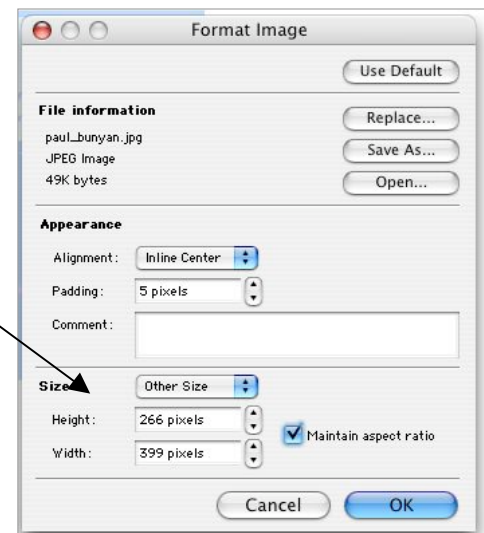 Format Image
Use Default
File information
paul_bunyan.jpg
JPEG Image
49K bytes
Replace...
Save As...
Open...
Appearance
Alignment: Inline Center
Padding: 5 pixels
Comment:
Size Other Size
Height: 266 pixels
Width: 399 pixels
Maintain aspect ratio
Cancel OK